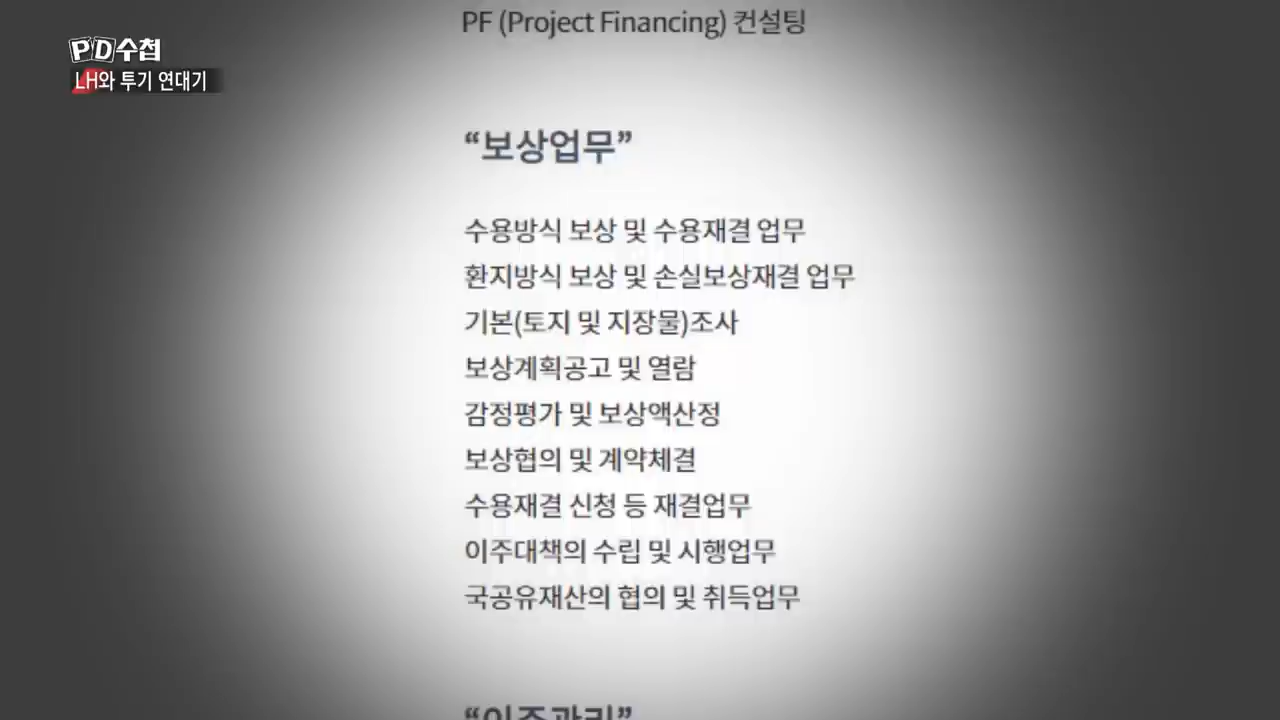 PF (Project Financing) 컨설팅
PD수첩
LH와 투기 연대기
“보상업무”
수용방식 보상 및 수용재결 업무
환지방식 보상 및 손실보상재결 업무
기본(토지 및 지장물)조사
보상계획공고 및 열람
감정평가 및 보상액산정
보상협의 및 계약체결
수용재결 신청 등 재결업무
이주대책의 수립 및 시행업무
국공유재산의 협의 및 취득업무
“이주관리”